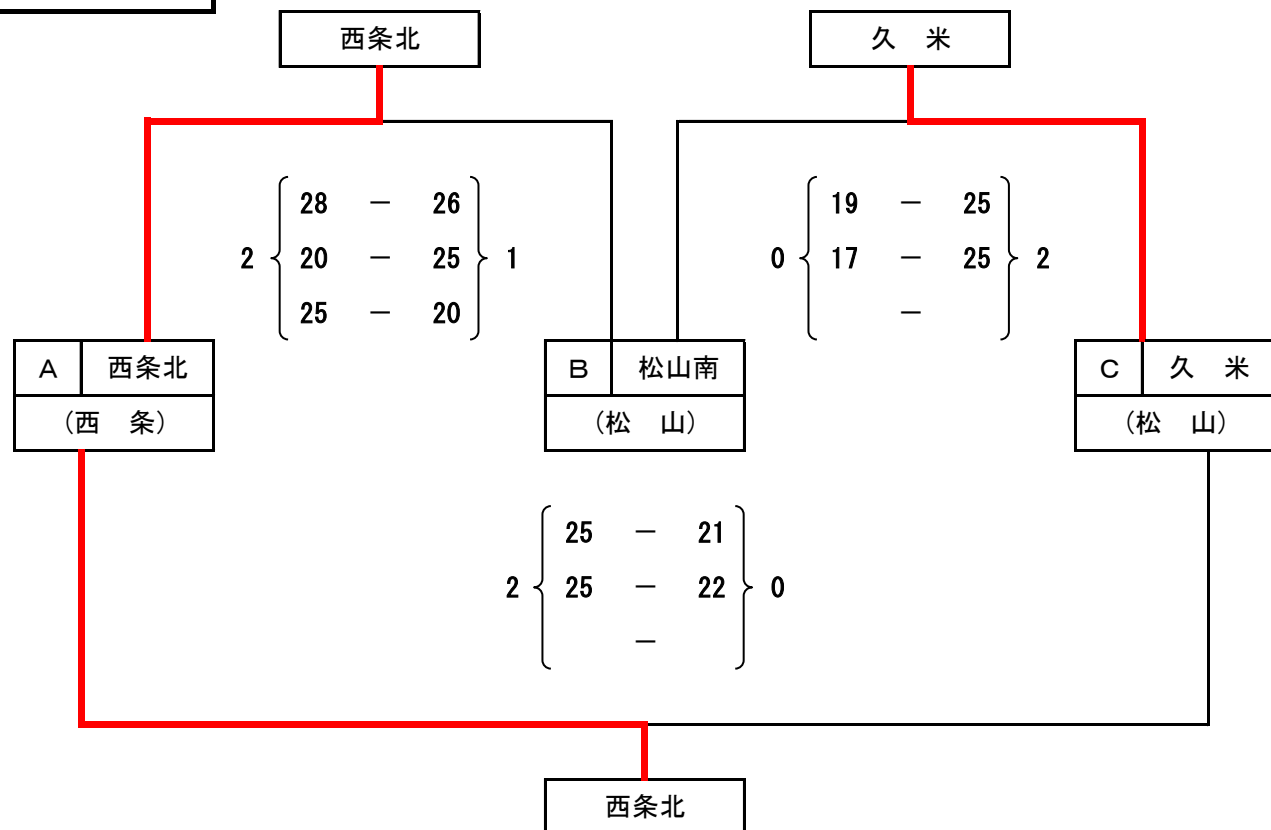 西条北
久　米
28 － 26
19 － 25
2 20 － 25 1
0 17 － 25 2
25 － 20
－
A 西条北
B 松山南
C 久　米
(西　条)
(松　山)
(松　山)
25 － 21
2 25 － 22 0
－
西条北